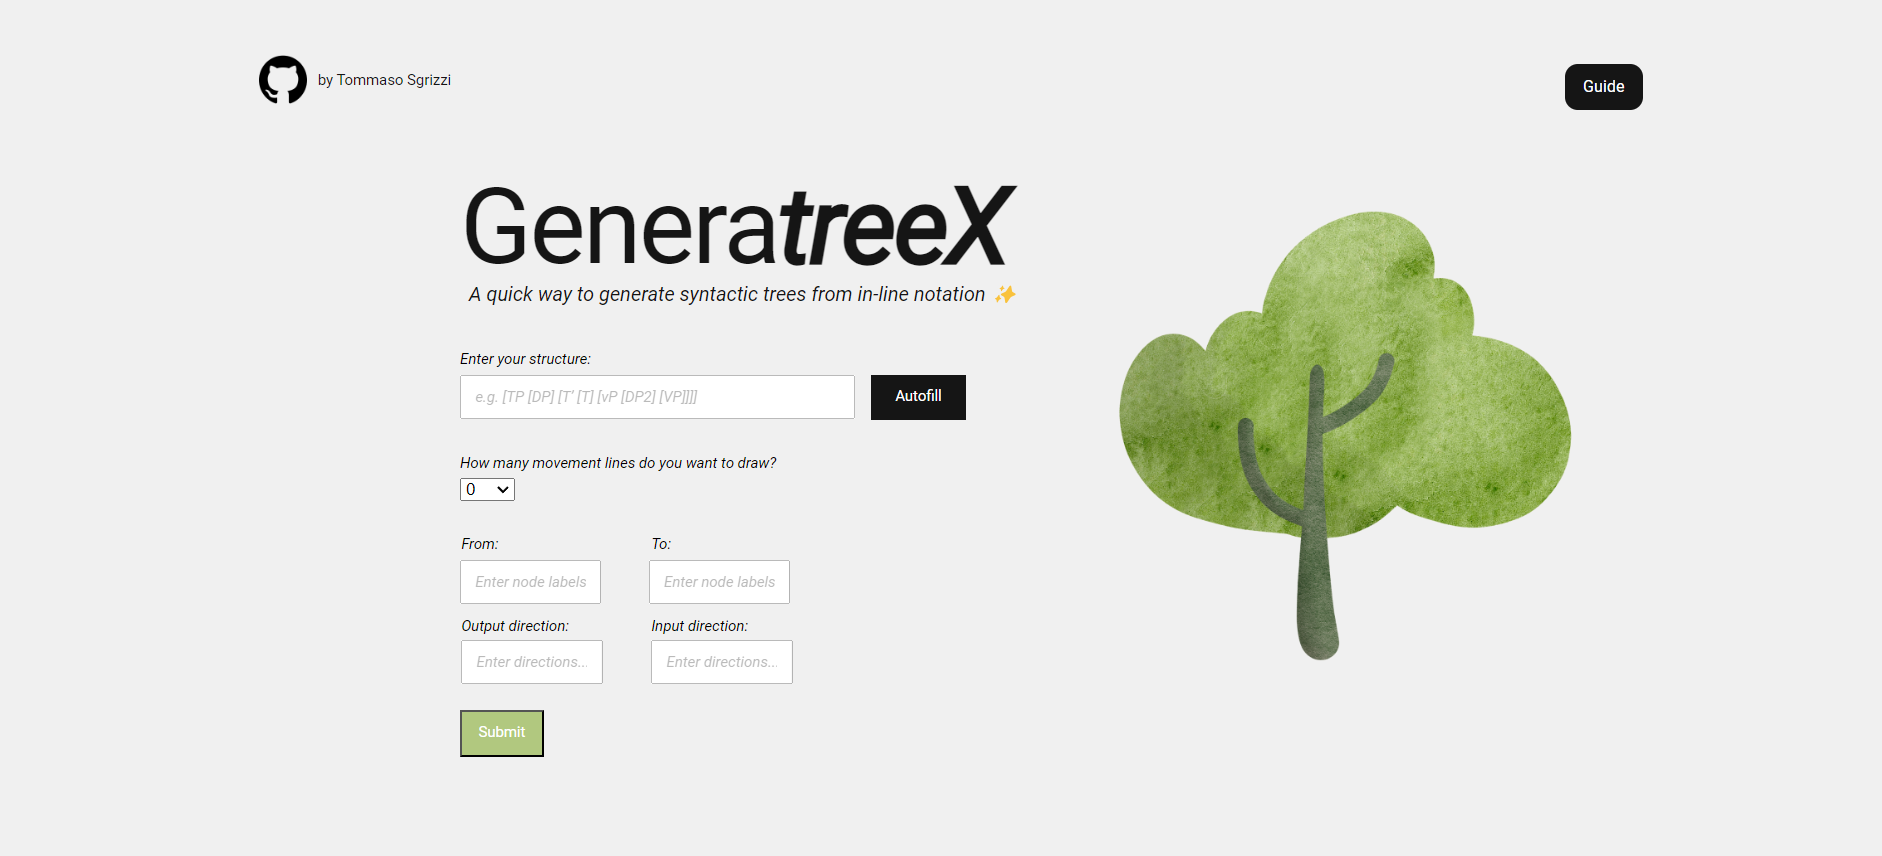 by Tommaso Sgrizzi
Guide
GeneratreeX
A quick way to generate syntactic trees from in-line notation ✨
Enter your structure:
e.g. [TP [DP] [T' [T] [vP [DP2] [VP]]]]
Autofill
How many movement lines do you want to draw?
0
From:
To:
Enter node labels
Enter node labels
Output direction:
Input direction:
Enter directions...
Enter directions...
Submit